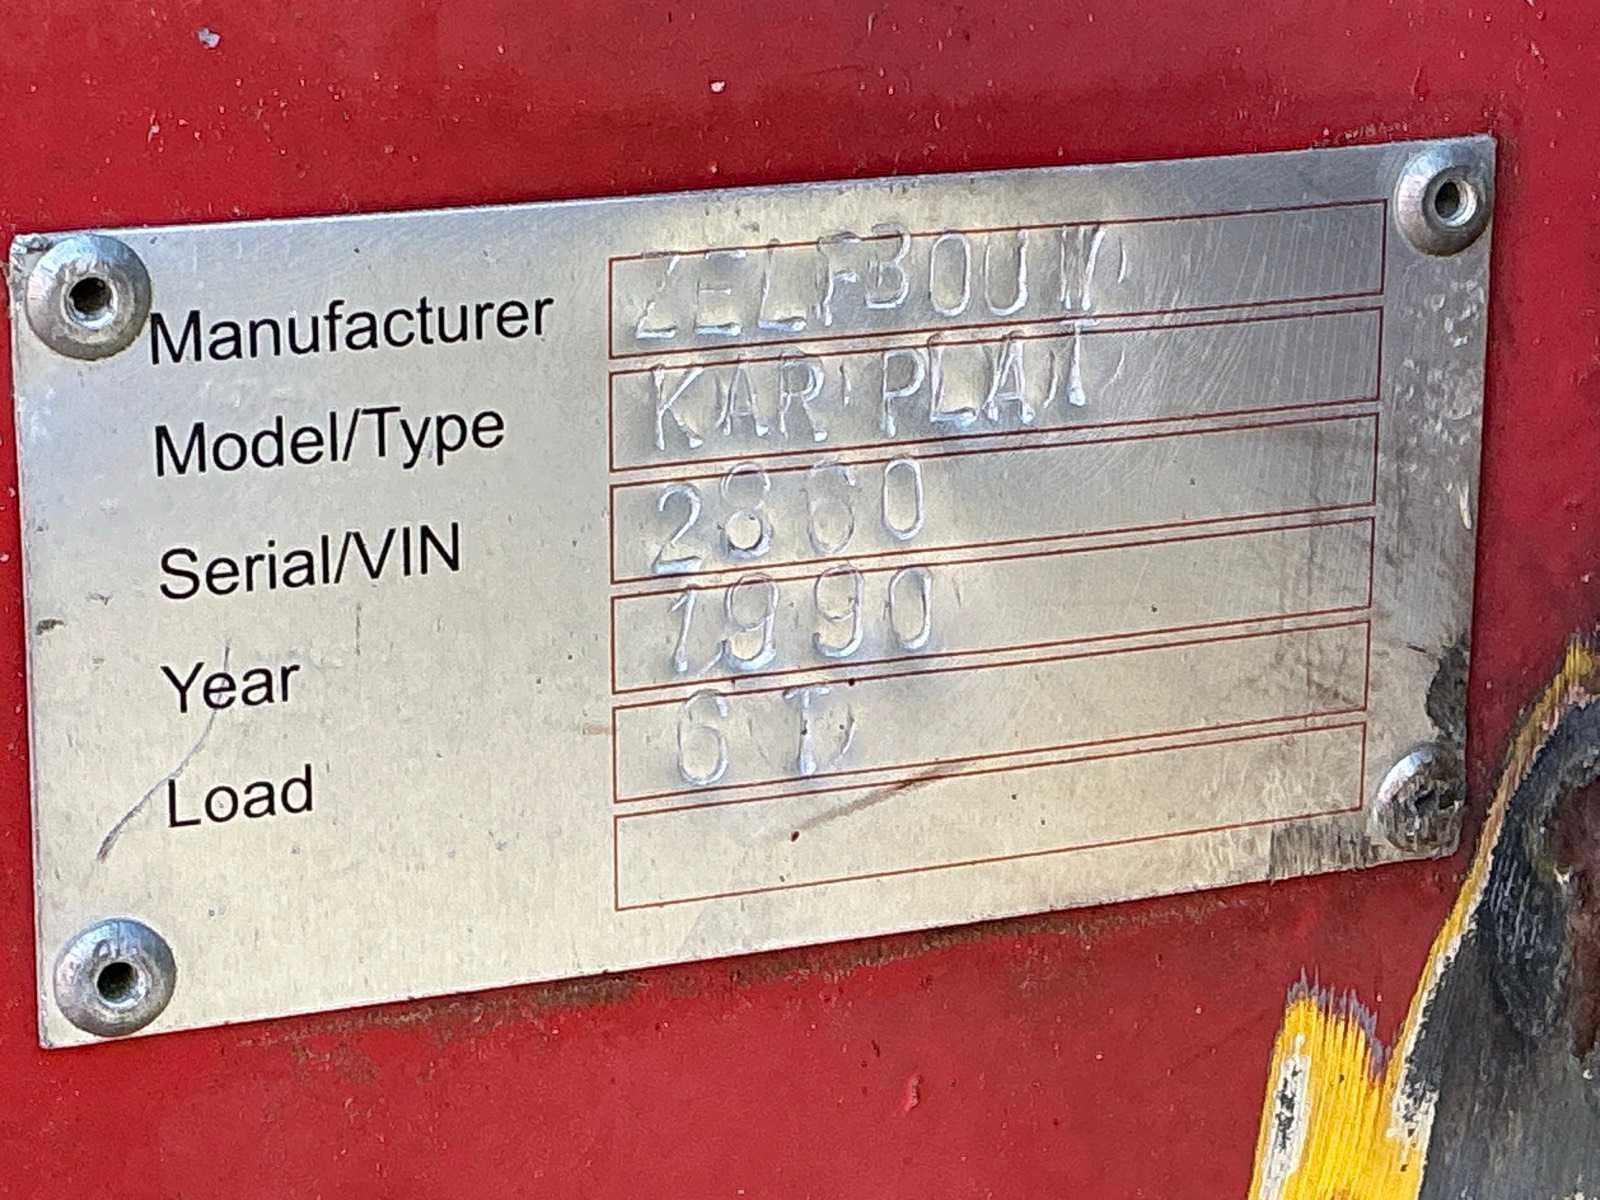 Manufacturer ZELFBOUW
Model/Type KAR PLAT
Serial/VIN 2860
Year 1990
Load 6 T